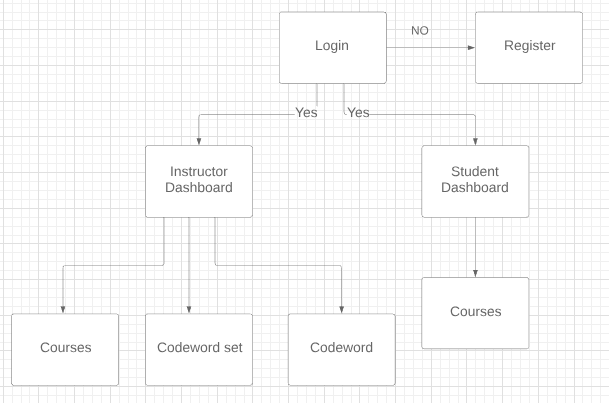 NO
Login
Register
Yes
Yes
Instructor
Dashboard
Student
Dashboard
Courses
Courses
Codeword set
Codeword